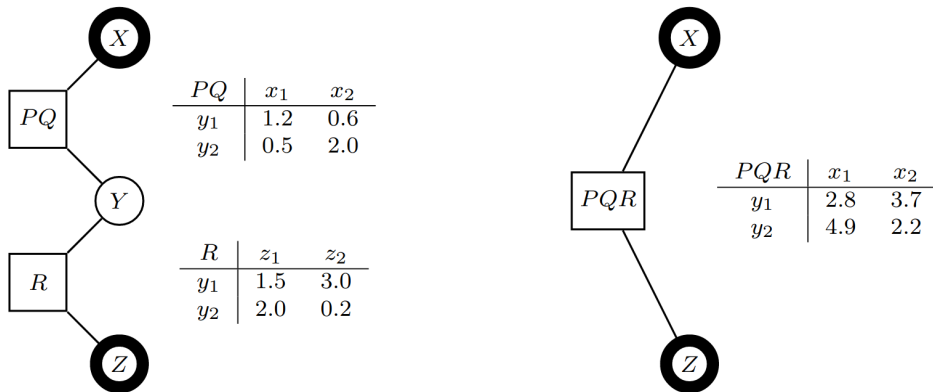 X
PQ
PQ x₁ x₂
y₁ 1.2 0.6
y₂ 0.5 2.0
Y
R
R z₁ z₂
y₁ 1.5 3.0
y₂ 2.0 0.2
Z
X
PQR
PQR x₁ x₂
y₁ 2.8 3.7
y₂ 4.9 2.2
Z